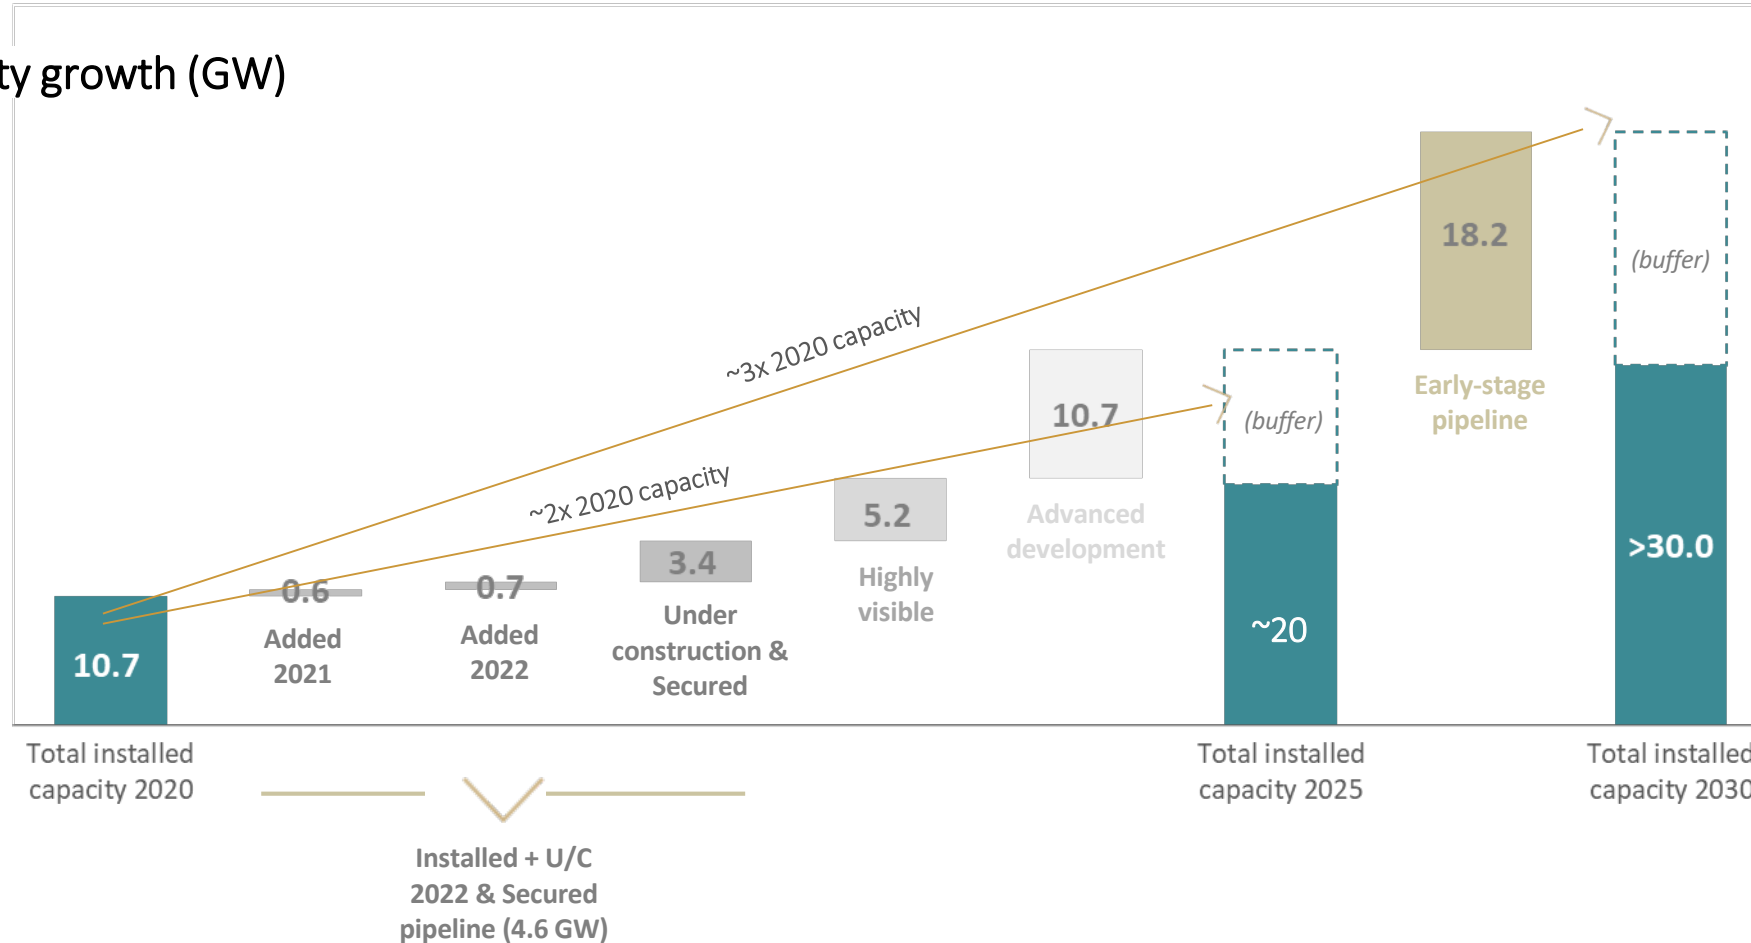 ty growth (GW)
~3x 2020 capacity
~2x 2020 capacity
10.7
0.6
Added
2021
0.7
Added
2022
3.4
Under
construction &
Secured
5.2
Highly
visible
10.7
Advanced
development
(buffer)
~20
18.2
Early-stage
pipeline
(buffer)
>30.0
Total installed
capacity 2020
Total installed
capacity 2025
Total installed
capacity 2030
Installed + U/C
2022 & Secured
pipeline (4.6 GW)